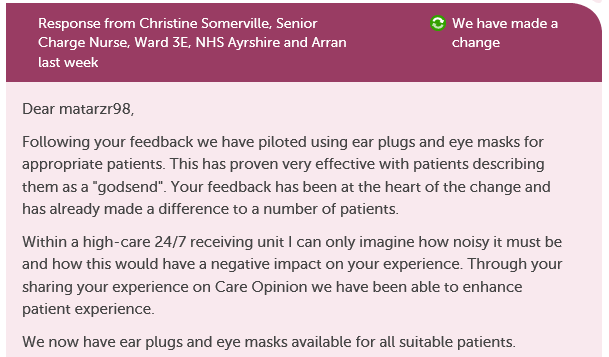 Response from Christine Somerville, Senior
Charge Nurse, Ward 3E, NHS Ayrshire and Arran
last week
We have made a
change
Dear matarzr98,
Following your feedback we have piloted using ear plugs and eye masks for
appropriate patients. This has proven very effective with patients describing
them as a "godsend". Your feedback has been at the heart of the change and
has already made a difference to a number of patients.
Within a high-care 24/7 receiving unit I can only imagine how noisy it must be
and how this would have a negative impact on your experience. Through your
sharing your experience on Care Opinion we have been able to enhance
patient experience.
We now have ear plugs and eye masks available for all suitable patients.